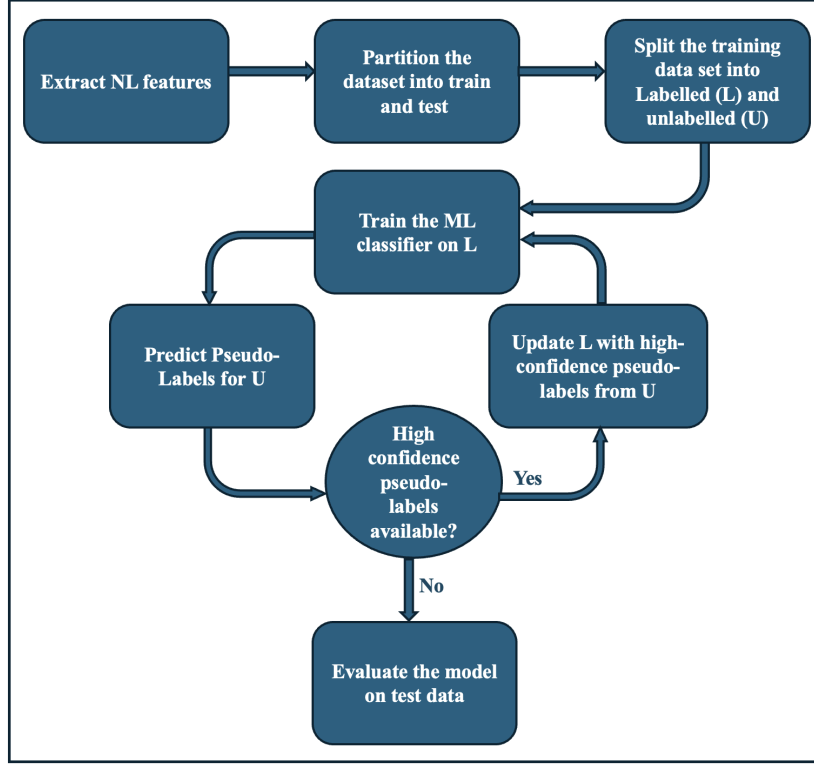 Extract NL features
Partition the
dataset into train
and test
Split the training
data set into
Labelled (L) and
unlabelled (U)
Train the ML
classifier on L
Predict Pseudo-
Labels for U
Update L with high-
confidence pseudo-
labels from U
High
confidence
pseudo-
labels
available?
Yes
No
Evaluate the model
on test data